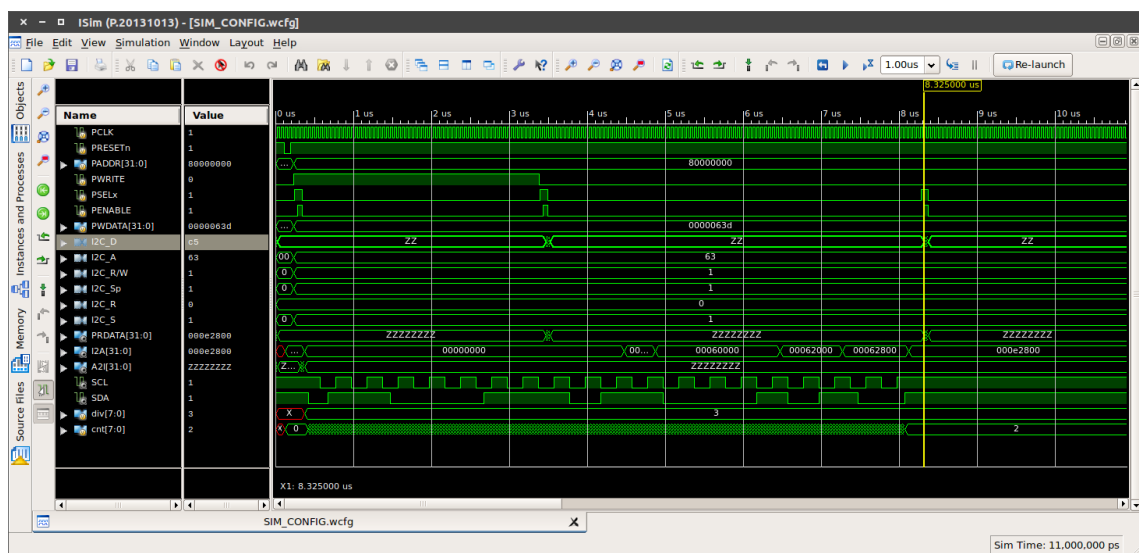 ISim (P.20131013) - [SIM_CONFIG.wcfg]
File Edit View Simulation Window Layout Help
1.00us Re-launch
Objects
Instances and Processes
Memory
Source Files
8.325000 us
Name Value 0 us 1 us 2 us 3 us 4 us 5 us 6 us 7 us 8 us 9 us 10 us
PCLK 1
PRESETn 1
PADDR[31:0] 80000000 ... 80000000
PWRITE 0
PSELx 1
PENABLE 1
PWDATA[31:0] 0000063d ... 0000063d
I2C_D c5 ZZ ZZ ZZ
I2C_A 63 00 63
I2C_R/W 1 0 1
I2C_Sp 1 0 1
I2C_R 0 0
I2C_S 1 0 1
PRDATA[31:0] 000e2800 ZZZZZZZZ ZZZZZZZZ ZZZZZZZZ
I2A[31:0] 000e2800 ... 00000000 00... 00060000 00062000 00062800 000e2800
A2I[31:0] ZZZZZZZZ Z... ZZZZZZZZ
SCL 1
SDA 1
div[7:0] 3 X 3
cnt[7:0] 2 X 0 2
X1: 8.325000 us
SIM_CONFIG.wcfg
Sim Time: 11,000,000 ps